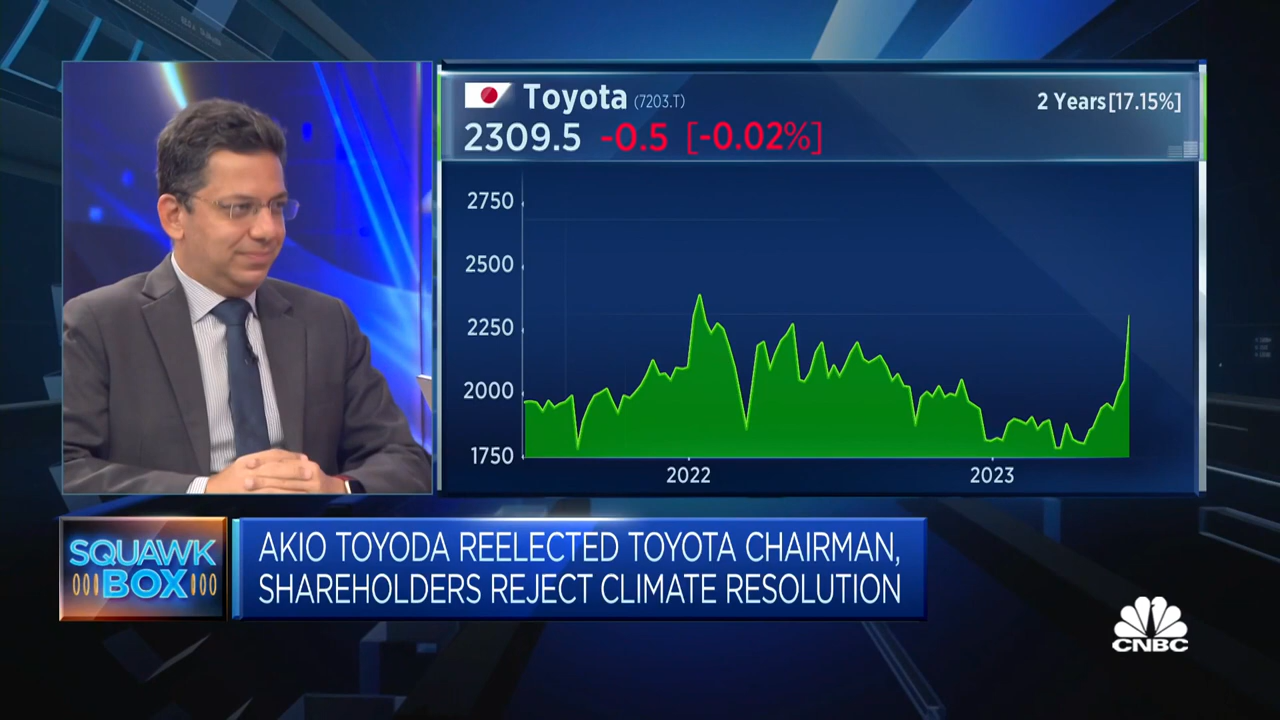 Toyota (7203.T)
2 Years[17.15%]
2309.5 -0.5 [-0.02%]
2750
2500
2250
2000
1750
2022
2023
SQUAWK
BOX
AKIO TOYODA REELECTED TOYOTA CHAIRMAN,
SHAREHOLDERS REJECT CLIMATE RESOLUTION
CNBC